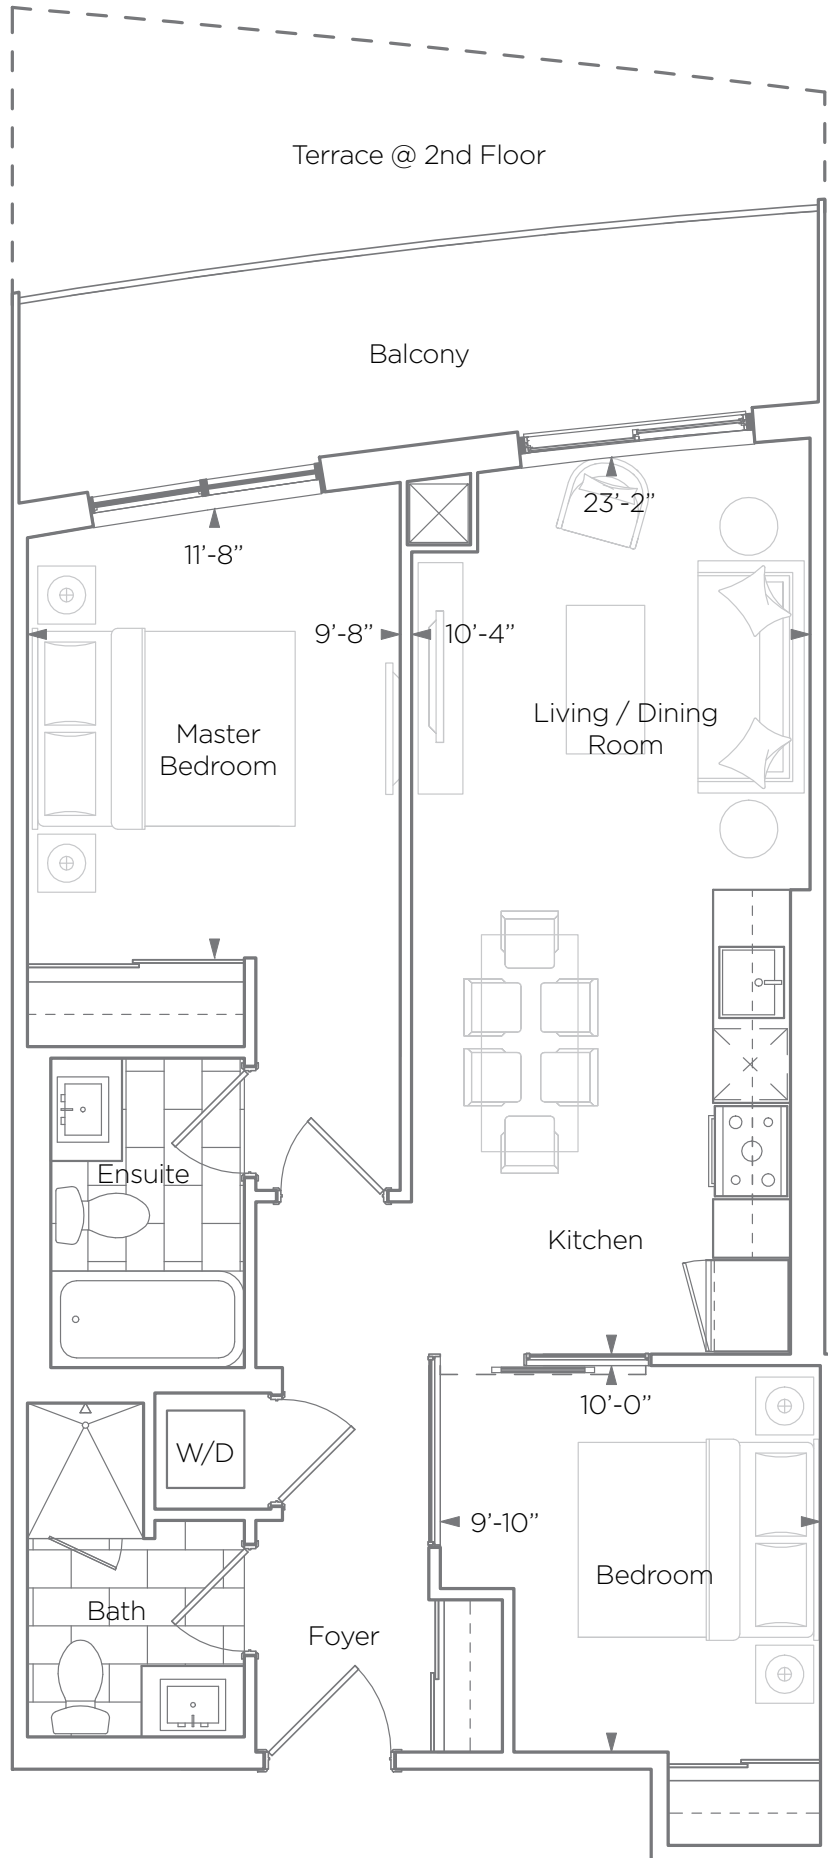 Terrace @ 2nd Floor
Balcony
23’-2”
11’-8”
9’-8”
10’-4”
Living / Dining
Room
Master
Bedroom
Ensuite
Kitchen
10’-0”
W/D
9’-10”
Bedroom
Bath
Foyer